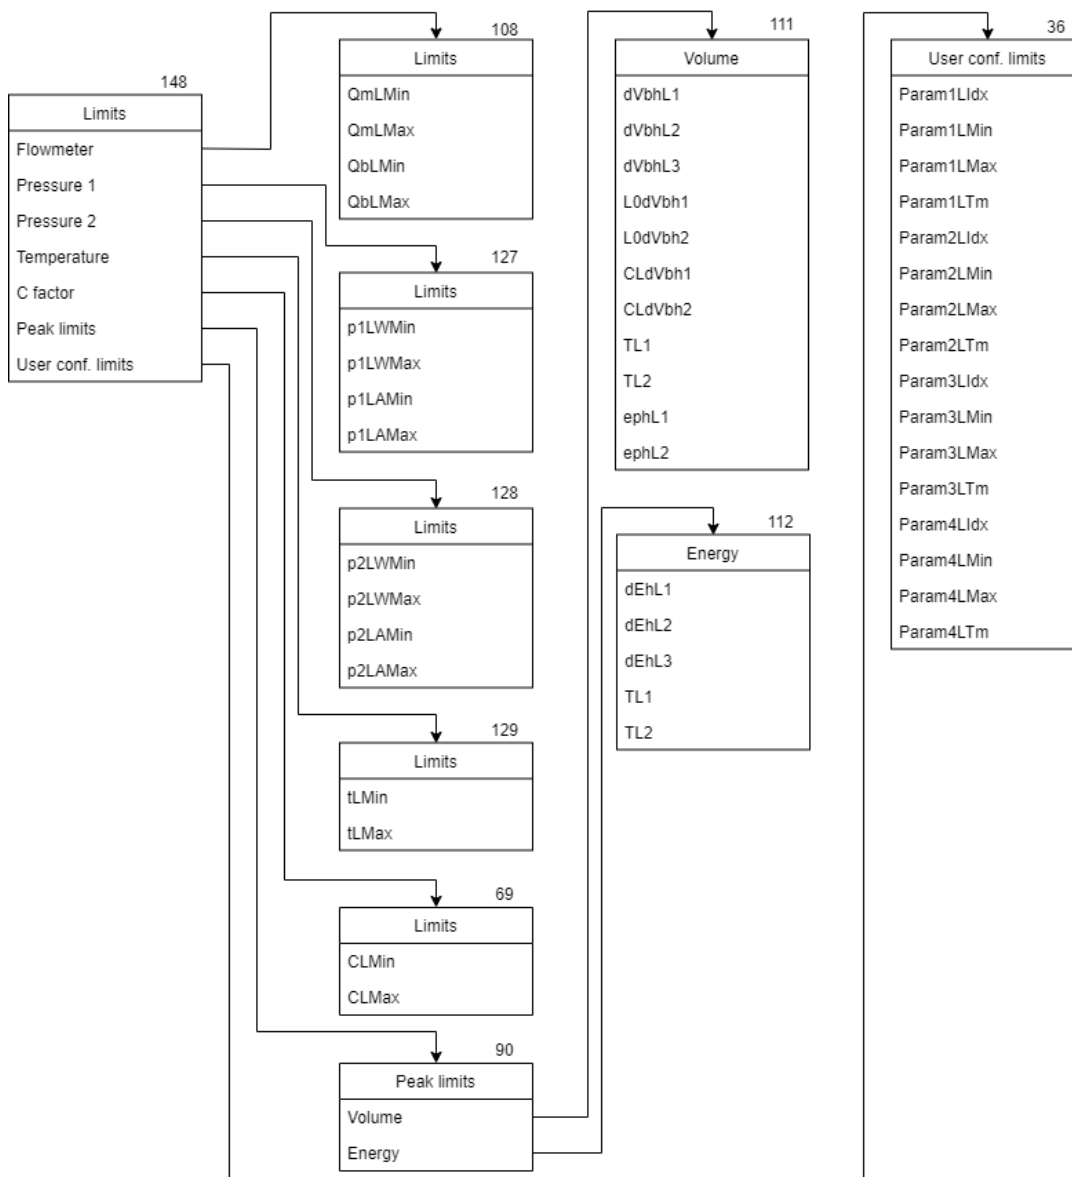 148
Limits
Flowmeter
Pressure 1
Pressure 2
Temperature
C factor
Peak limits
User conf. limits
108
Limits
QmLMin
QmLMax
QbLMin
QbLMax
127
Limits
p1LWMin
p1LWMax
p1LAMin
p1LAMax
128
Limits
p2LWMin
p2LWMax
p2LAMin
p2LAMax
129
Limits
tLMin
tLMax
69
Limits
CLMin
CLMax
90
Peak limits
Volume
Energy
111
Volume
dVbhL1
dVbhL2
dVbhL3
L0dVbh1
L0dVbh2
CLdVbh1
CLdVbh2
TL1
TL2
ephL1
ephL2
112
Energy
dEhL1
dEhL2
dEhL3
TL1
TL2
36
User conf. limits
Param1LIdx
Param1LMin
Param1LMax
Param1LTm
Param2LIdx
Param2LMin
Param2LMax
Param2LTm
Param3LIdx
Param3LMin
Param3LMax
Param3LTm
Param4LIdx
Param4LMin
Param4LMax
Param4LTm